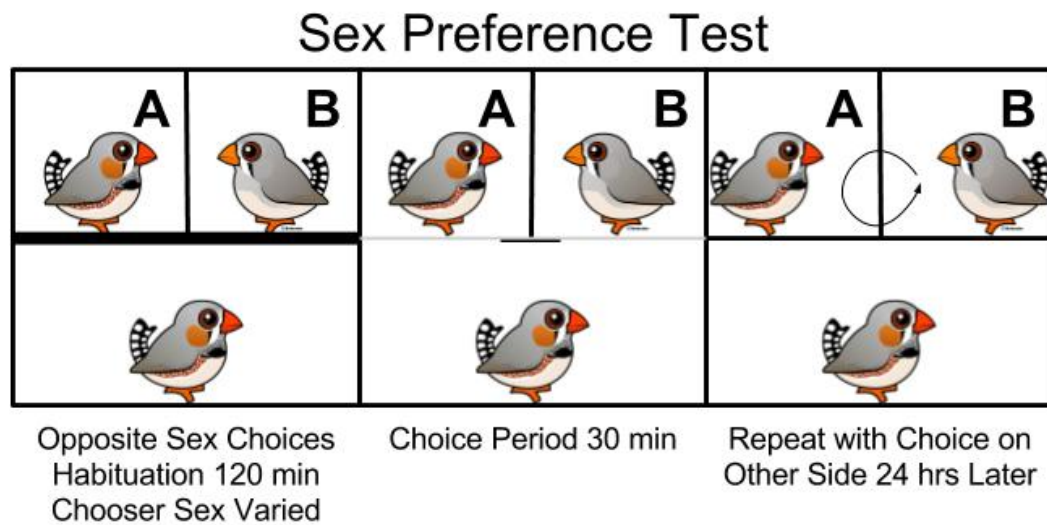 Sex Preference Test
A
B
A
B
A
B
Opposite Sex Choices
Habituation 120 min
Chooser Sex Varied
Choice Period 30 min
Repeat with Choice on
Other Side 24 hrs Later